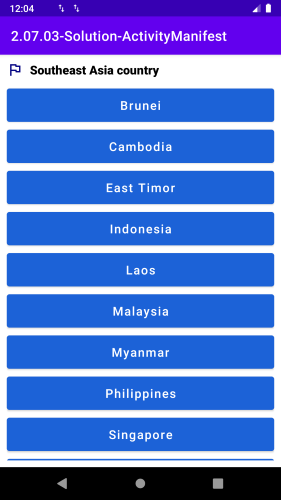 12:04
2.07.03-Solution-ActivityManifest
Southeast Asia country
Brunei
Cambodia
East Timor
Indonesia
Laos
Malaysia
Myanmar
Philippines
Singapore